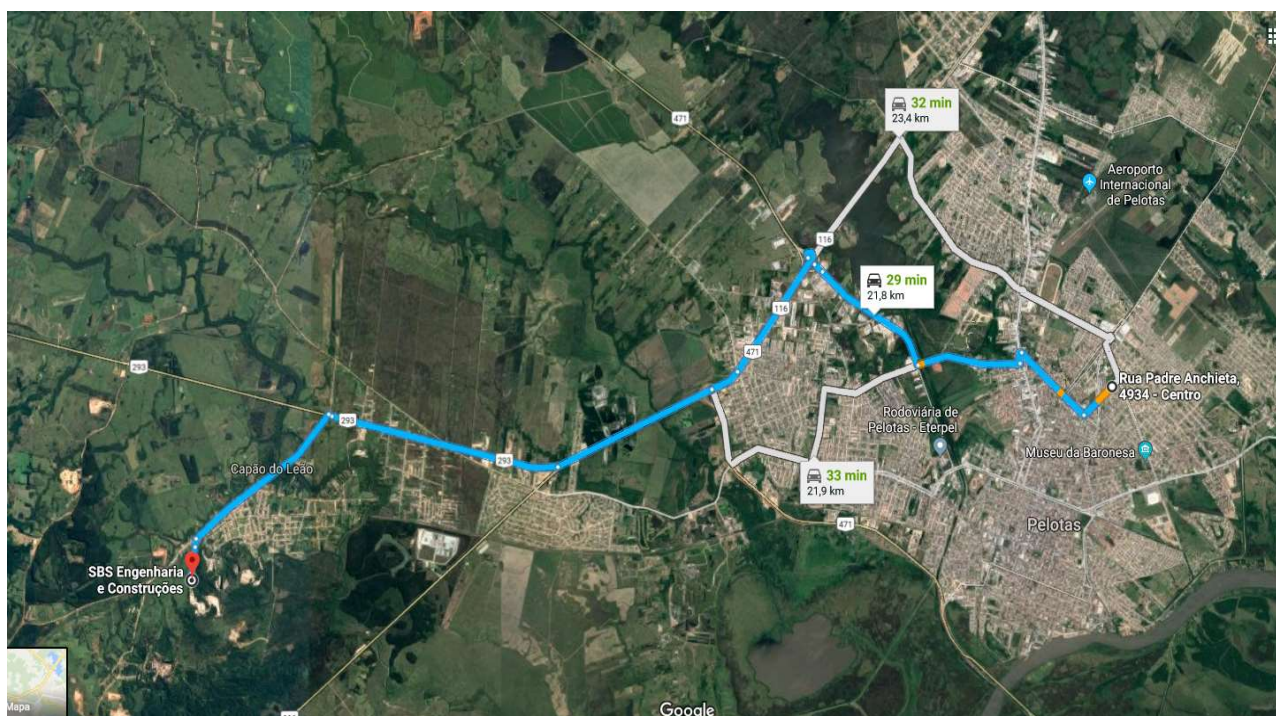 32 min
23,4 km
471
Aeroporto
Internacional
de Pelotas
116
29 min
21,8 km
116
471
293
Rua Padre Anchieta,
4934 - Centro
293
Rodoviária de
Pelotas - Eterpel
Museu da Baronesa
293
Capão do Leão
33 min
21,9 km
471
Pelotas
SBS Engenharia
e Construções
Mapa
Google